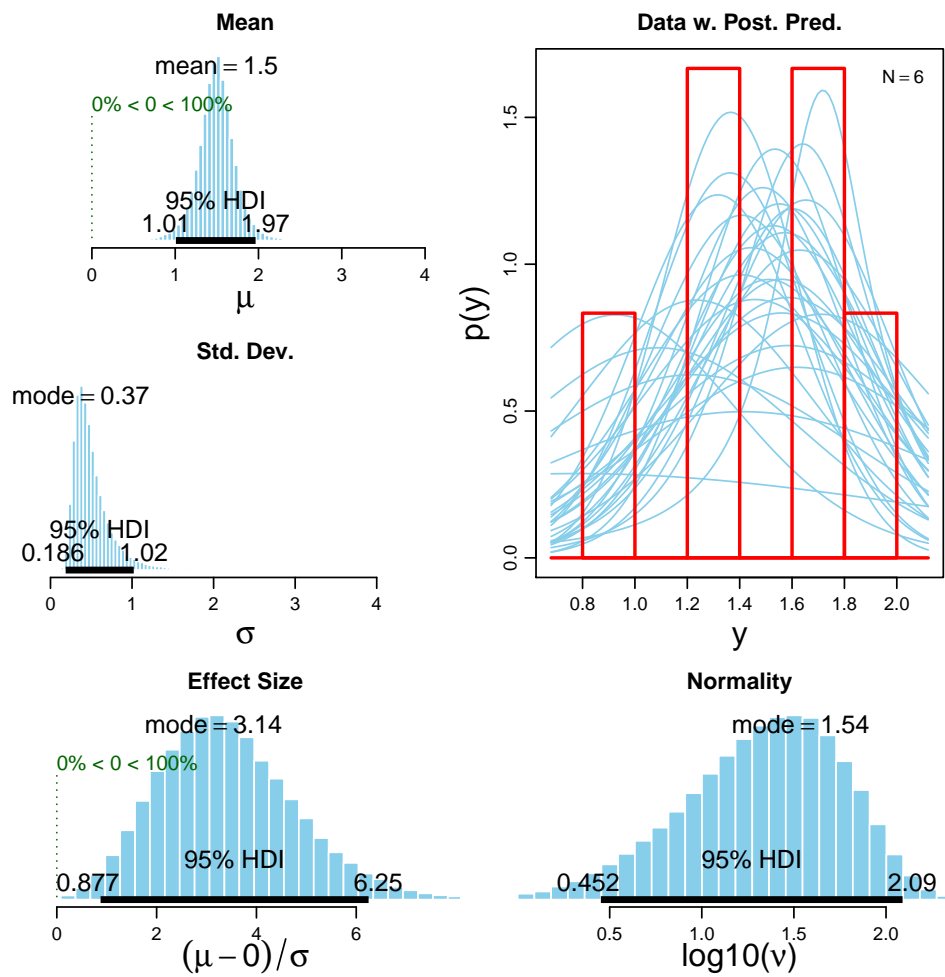 Mean
mean = 1.5
0% < 0 < 100%
95% HDI
1.01 1.97
0 1 2 3 4
μ
Data w. Post. Pred.
N = 6
1.5
1.0
0.5
0.0
p(y)
0.8 1.0 1.2 1.4 1.6 1.8 2.0
y
Std. Dev.
mode = 0.37
95% HDI
0.186 1.02
0 1 2 3 4
σ
Effect Size
mode = 3.14
0% < 0 < 100%
95% HDI
0.877 6.25
0 2 4 6
(μ − 0)/σ
Normality
mode = 1.54
95% HDI
0.452 2.09
0.5 1.0 1.5 2.0
log10(ν)